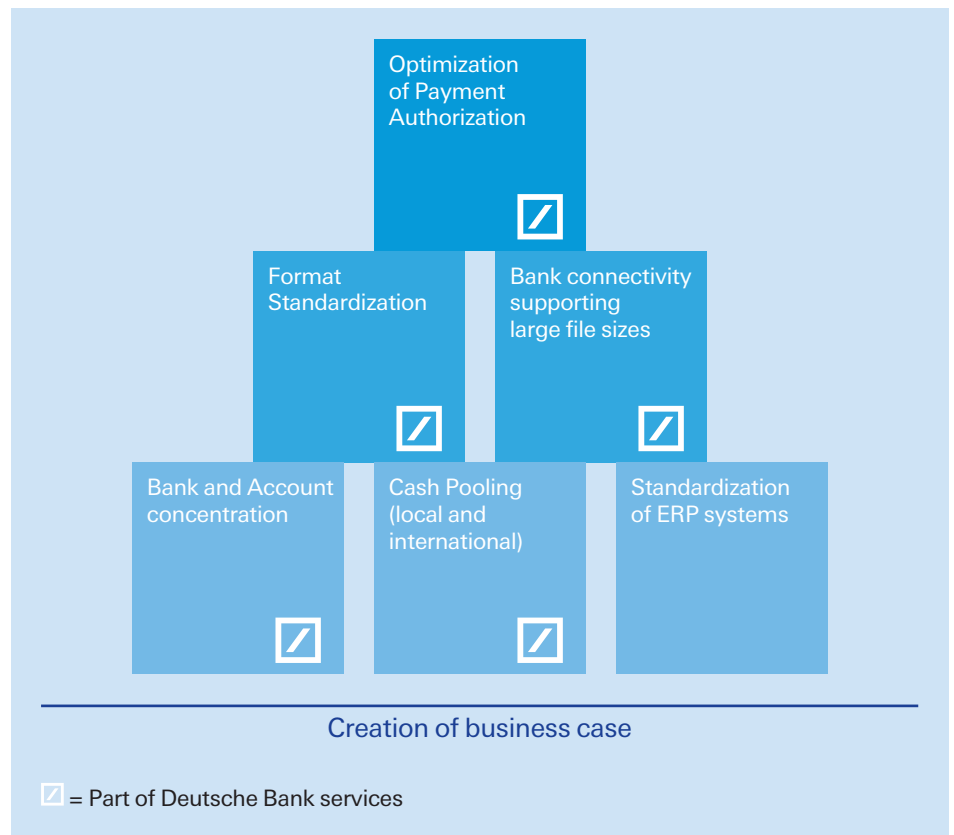 Optimization
of Payment
Authorization
Format
Standardization
Bank connectivity
supporting
large file sizes
Bank and Account
concentration
Cash Pooling
(local and
international)
Standardization
of ERP systems
Creation of business case
= Part of Deutsche Bank services